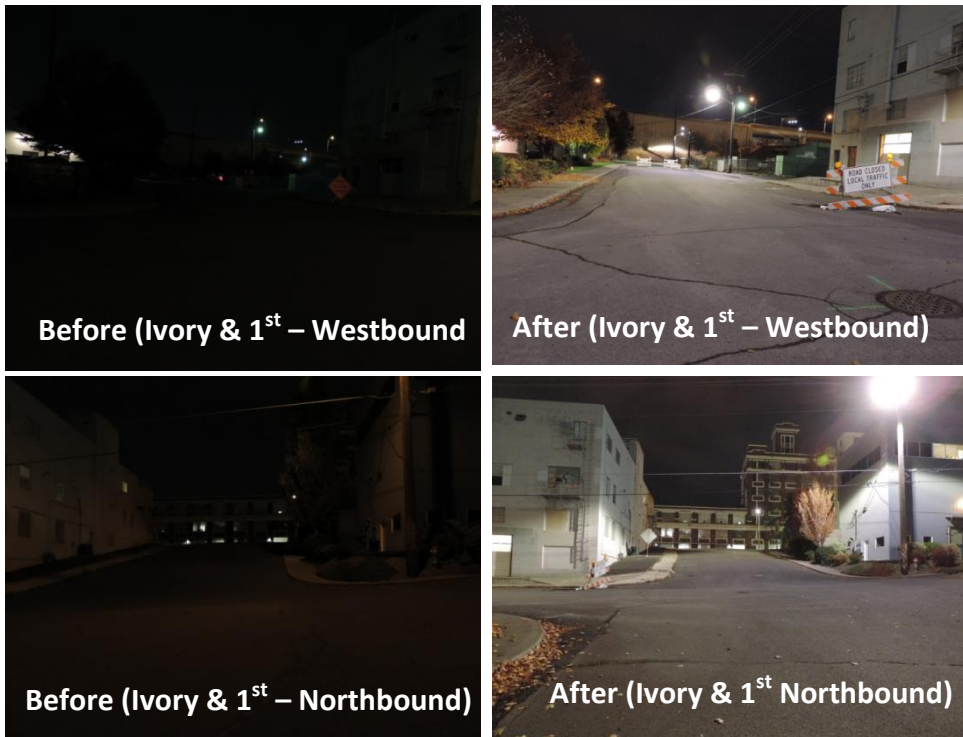 Before (Ivory & 1st – Westbound
ROAD CLOSED
LOCAL TRAFFIC
ONLY
After (Ivory & 1st – Westbound)
Before (Ivory & 1st – Northbound)
After (Ivory & 1st Northbound)